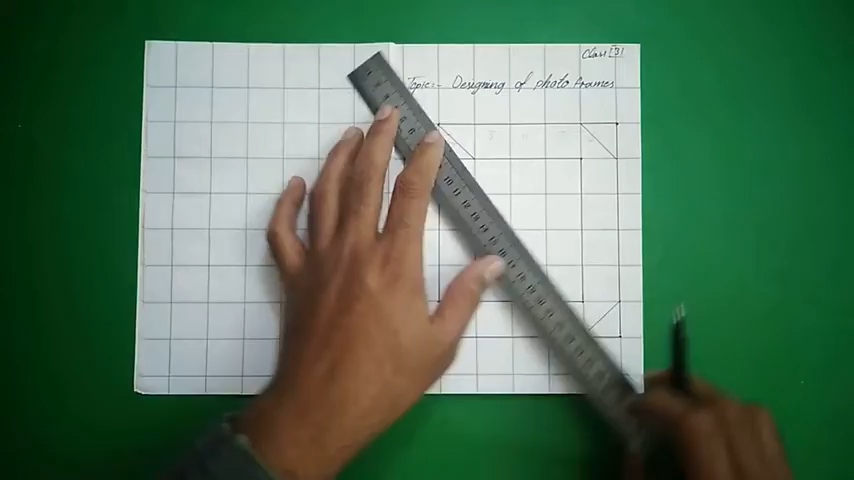 Class [3]
Topic:- Designing of photo frames